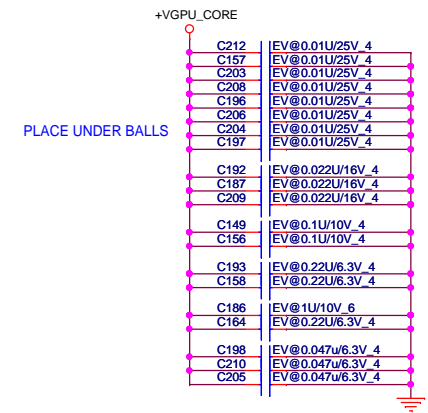 +VGPU_CORE
C212 EV@0.01U/25V_4
C157 EV@0.01U/25V_4
C203 EV@0.01U/25V_4
C208 EV@0.01U/25V_4
C196 EV@0.01U/25V_4
C206 EV@0.01U/25V_4
PLACE UNDER BALLS
C204 EV@0.01U/25V_4
C197 EV@0.01U/25V_4
C192 EV@0.022U/16V_4
C187 EV@0.022U/16V_4
C209 EV@0.022U/16V_4
C149 EV@0.1U/10V_4
C156 EV@0.1U/10V_4
C193 EV@0.22U/6.3V_4
C158 EV@0.22U/6.3V_4
C186 EV@1U/10V_6
C164 EV@0.22U/6.3V_4
C198 EV@0.047u/6.3V_4
C210 EV@0.047u/6.3V_4
C205 EV@0.047u/6.3V_4